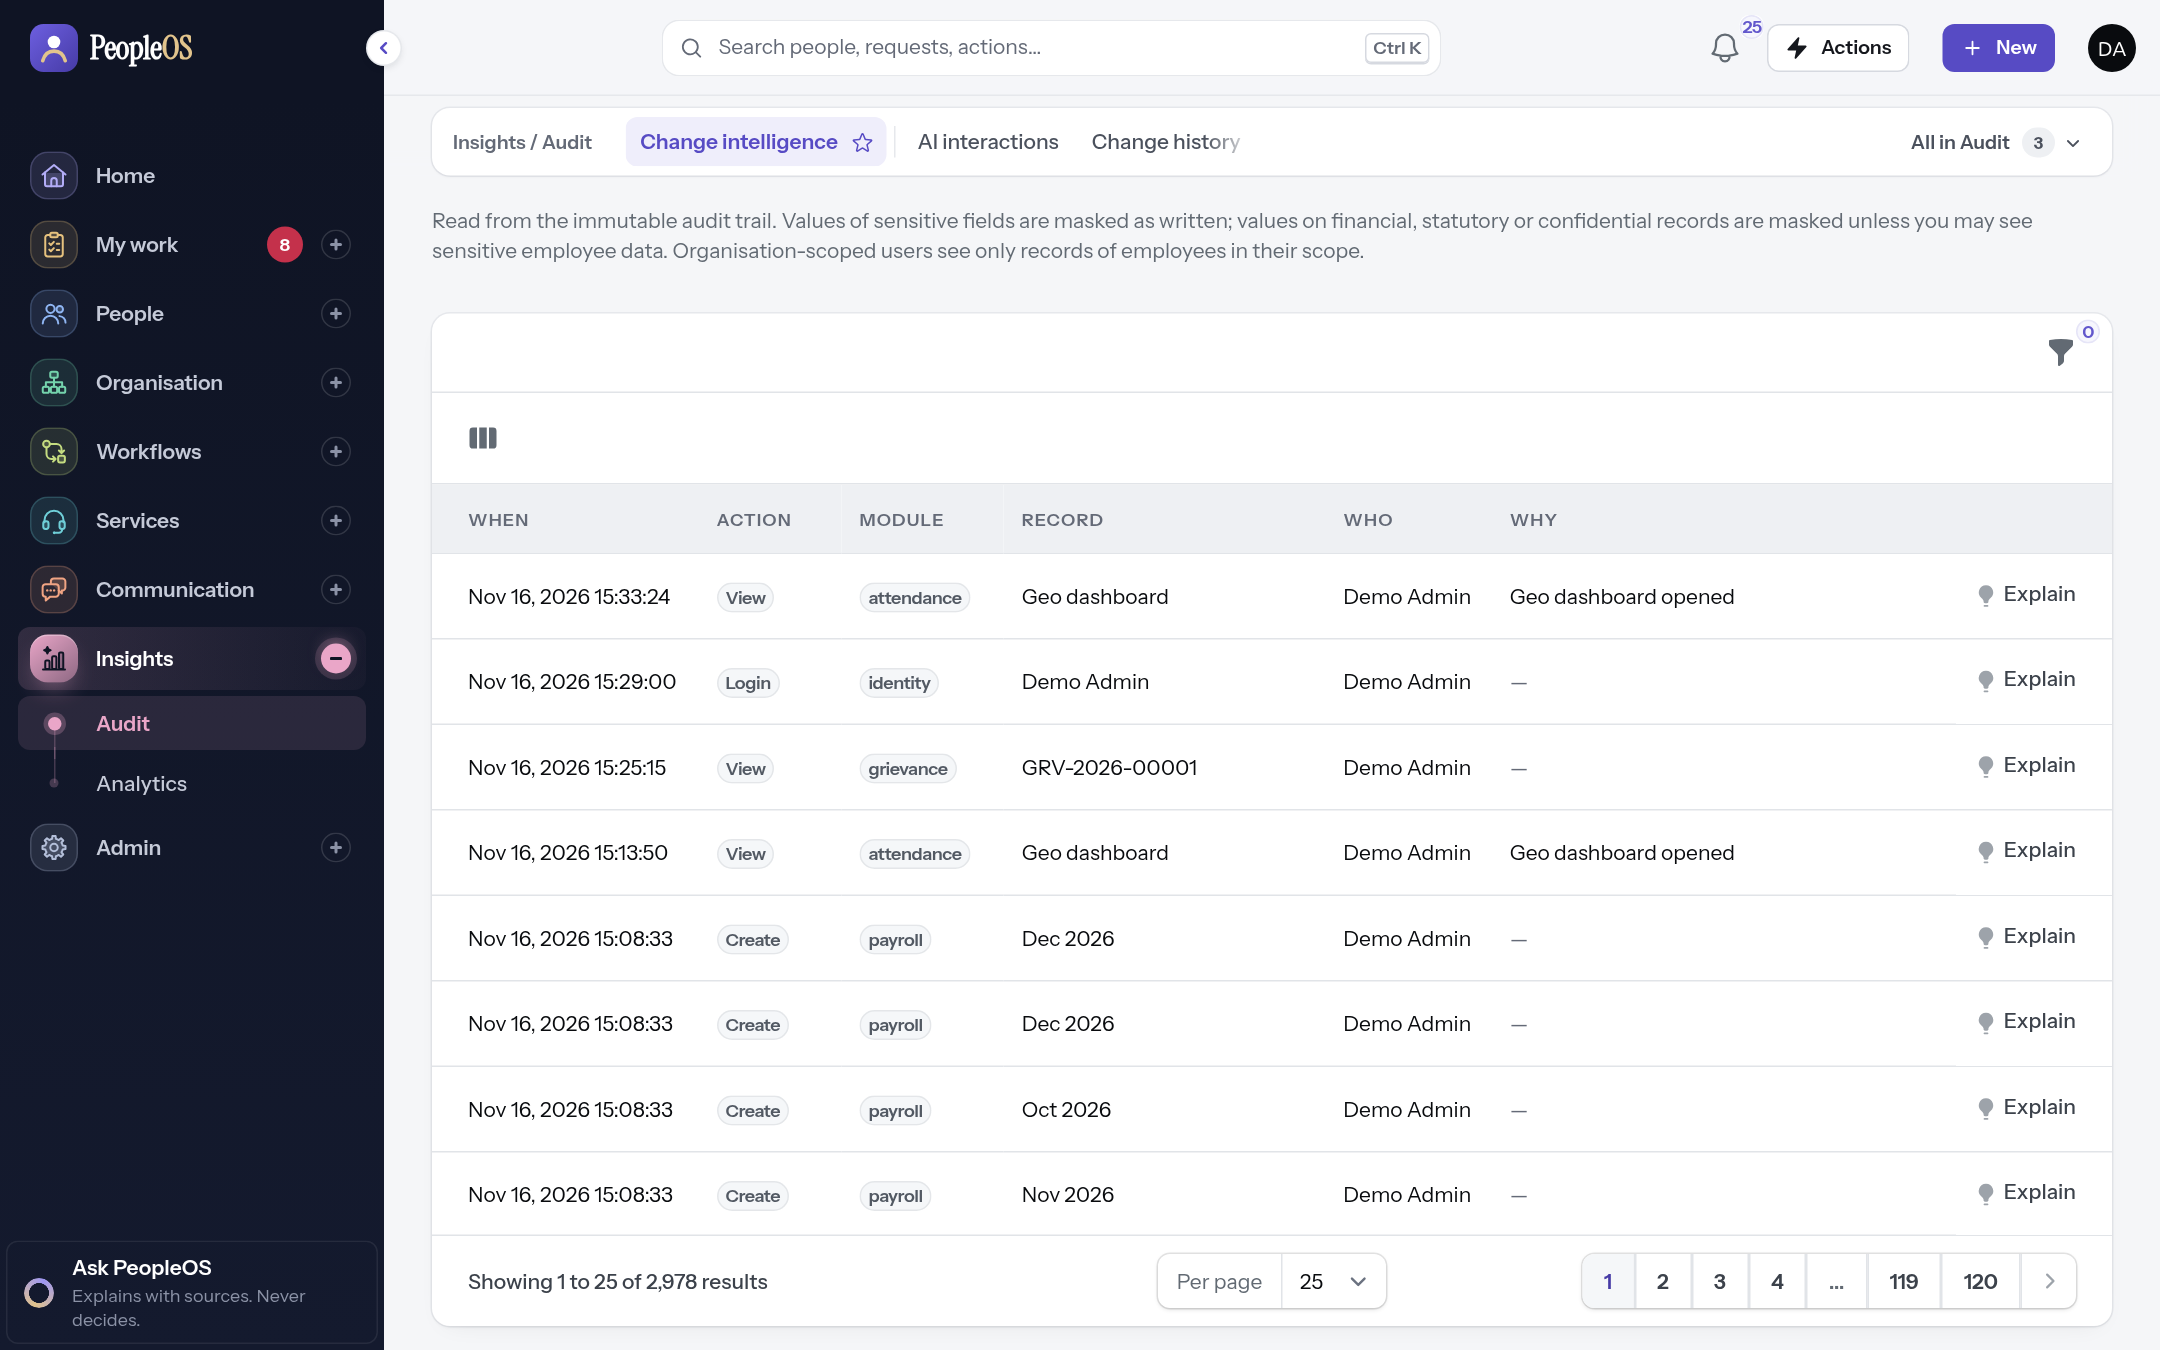 PeopleOS
Search people, requests, actions...
Ctrl K
25
Actions
New
DA
Home
My work
8
People
Organisation
Workflows
Services
Communication
Insights
Audit
Analytics
Admin
Ask PeopleOS
Explains with sources. Never
decides.
Insights / Audit
Change intelligence
AI interactions
Change history
All in Audit
3
Read from the immutable audit trail. Values of sensitive fields are masked as written; values on financial, statutory or confidential records are masked unless you may see
sensitive employee data. Organisation-scoped users see only records of employees in their scope.
0
WHEN ACTION MODULE RECORD WHO WHY
Nov 16, 2026 15:33:24 View attendance Geo dashboard Demo Admin Geo dashboard opened Explain
Nov 16, 2026 15:29:00 Login identity Demo Admin Demo Admin — Explain
Nov 16, 2026 15:25:15 View grievance GRV-2026-00001 Demo Admin — Explain
Nov 16, 2026 15:13:50 View attendance Geo dashboard Demo Admin Geo dashboard opened Explain
Nov 16, 2026 15:08:33 Create payroll Dec 2026 Demo Admin — Explain
Nov 16, 2026 15:08:33 Create payroll Dec 2026 Demo Admin — Explain
Nov 16, 2026 15:08:33 Create payroll Oct 2026 Demo Admin — Explain
Nov 16, 2026 15:08:33 Create payroll Nov 2026 Demo Admin — Explain
Showing 1 to 25 of 2,978 results
Per page 25
1 2 3 4 ... 119 120